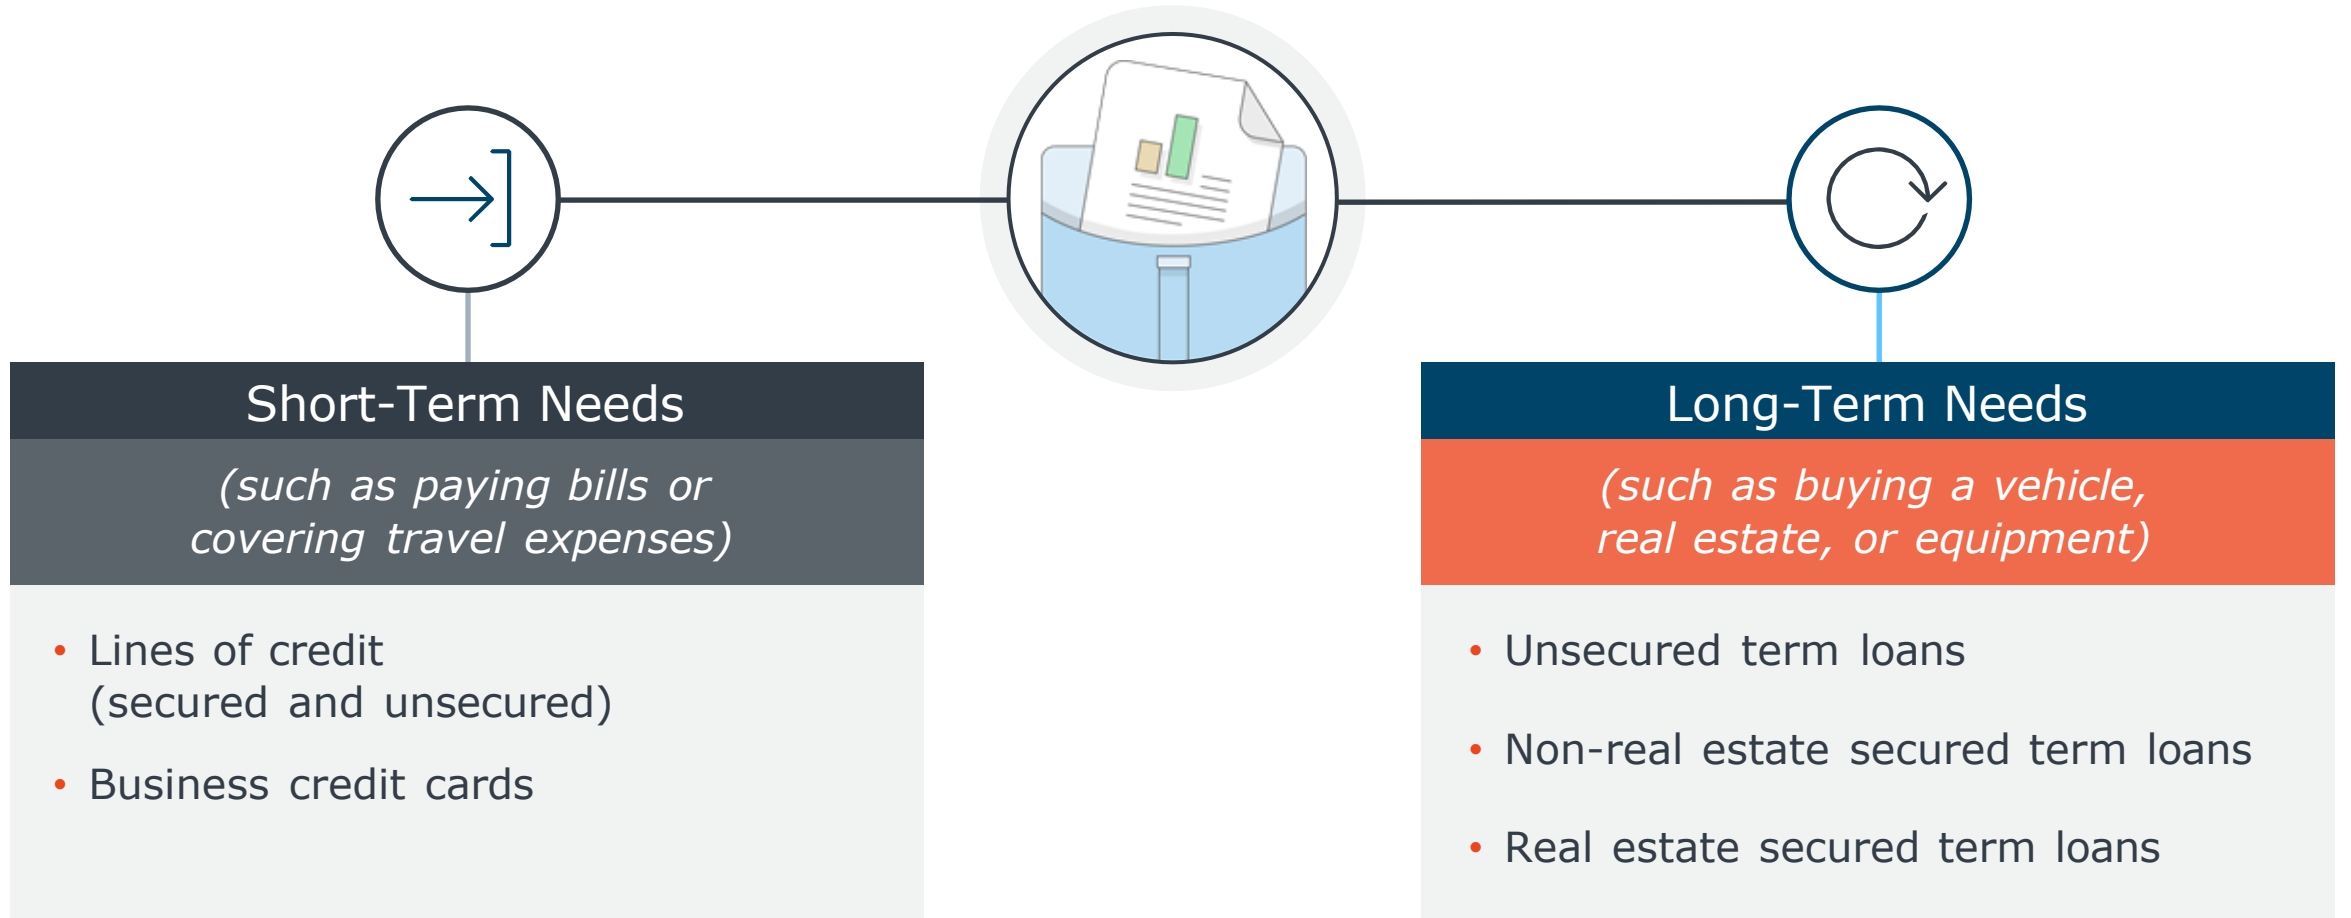 Short-Term Needs
(such as paying bills or
covering travel expenses)
• Lines of credit
(secured and unsecured)
• Business credit cards
Long-Term Needs
(such as buying a vehicle,
real estate, or equipment)
• Unsecured term loans
• Non-real estate secured term loans
• Real estate secured term loans